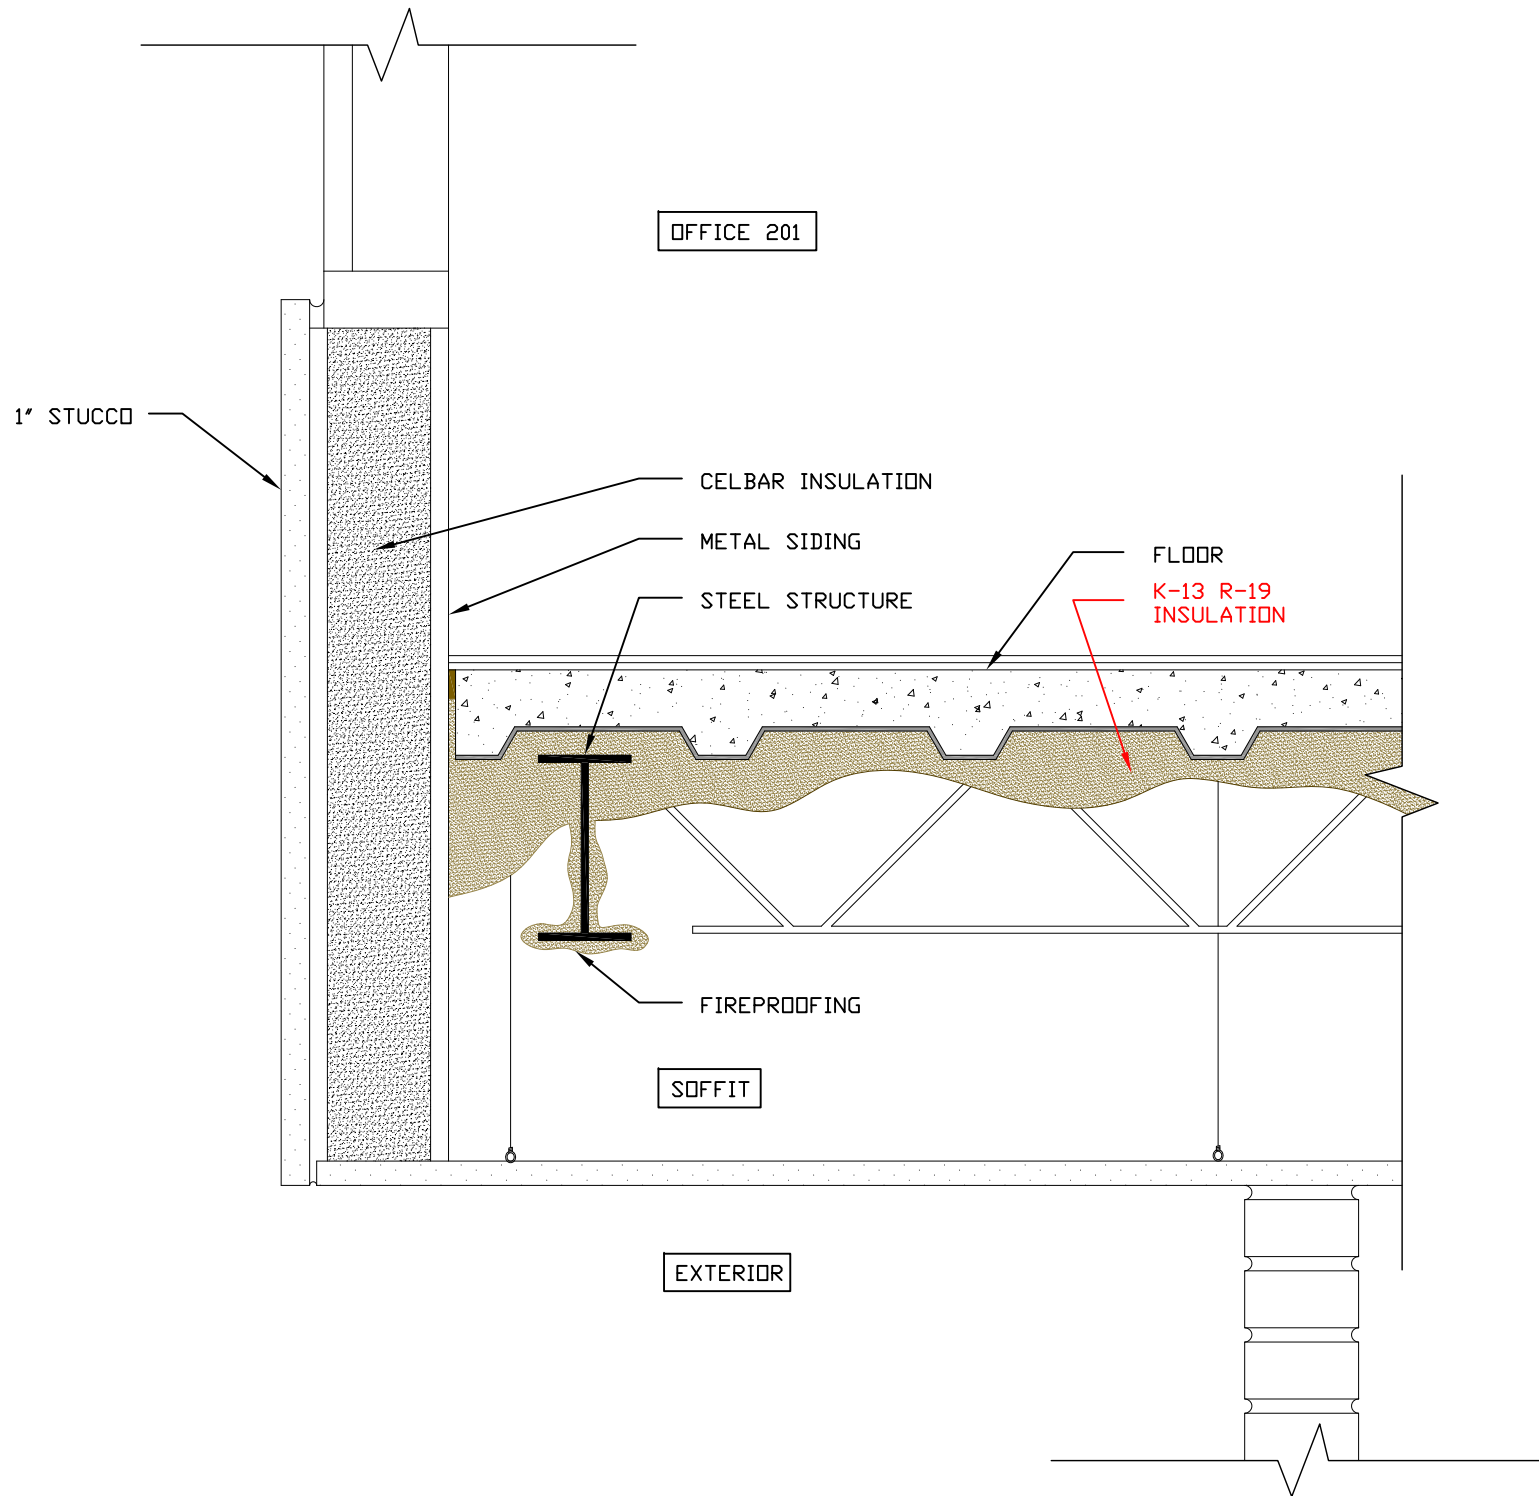 OFFICE 201
1" STUCCO
CELBAR INSULATION
METAL SIDING
FLOOR
K-13 R-19
INSULATION
STEEL STRUCTURE
FIREPROOFING
SOFFIT
EXTERIOR